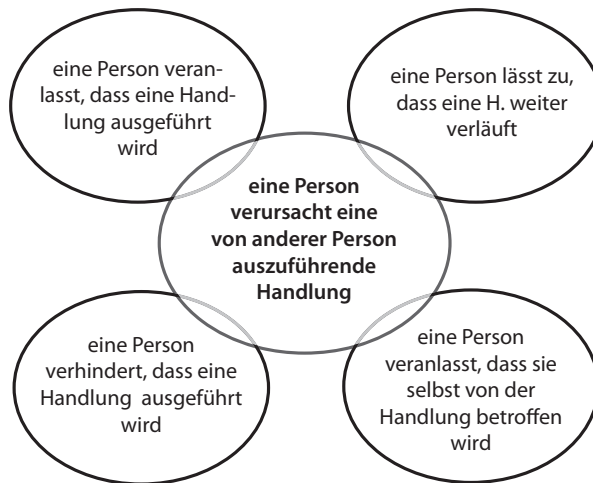 eine Person veran-
lasst, dass eine Hand-
lung ausgeführt
wird
eine Person lässt zu,
dass eine H. weiter
verläuft
eine Person
verursacht eine
von anderer Person
auszuführende
Handlung
eine Person
verhindert, dass eine
Handlung ausgeführt
wird
eine Person
veranlasst, dass sie
selbst von der
Handlung betroffen
wird